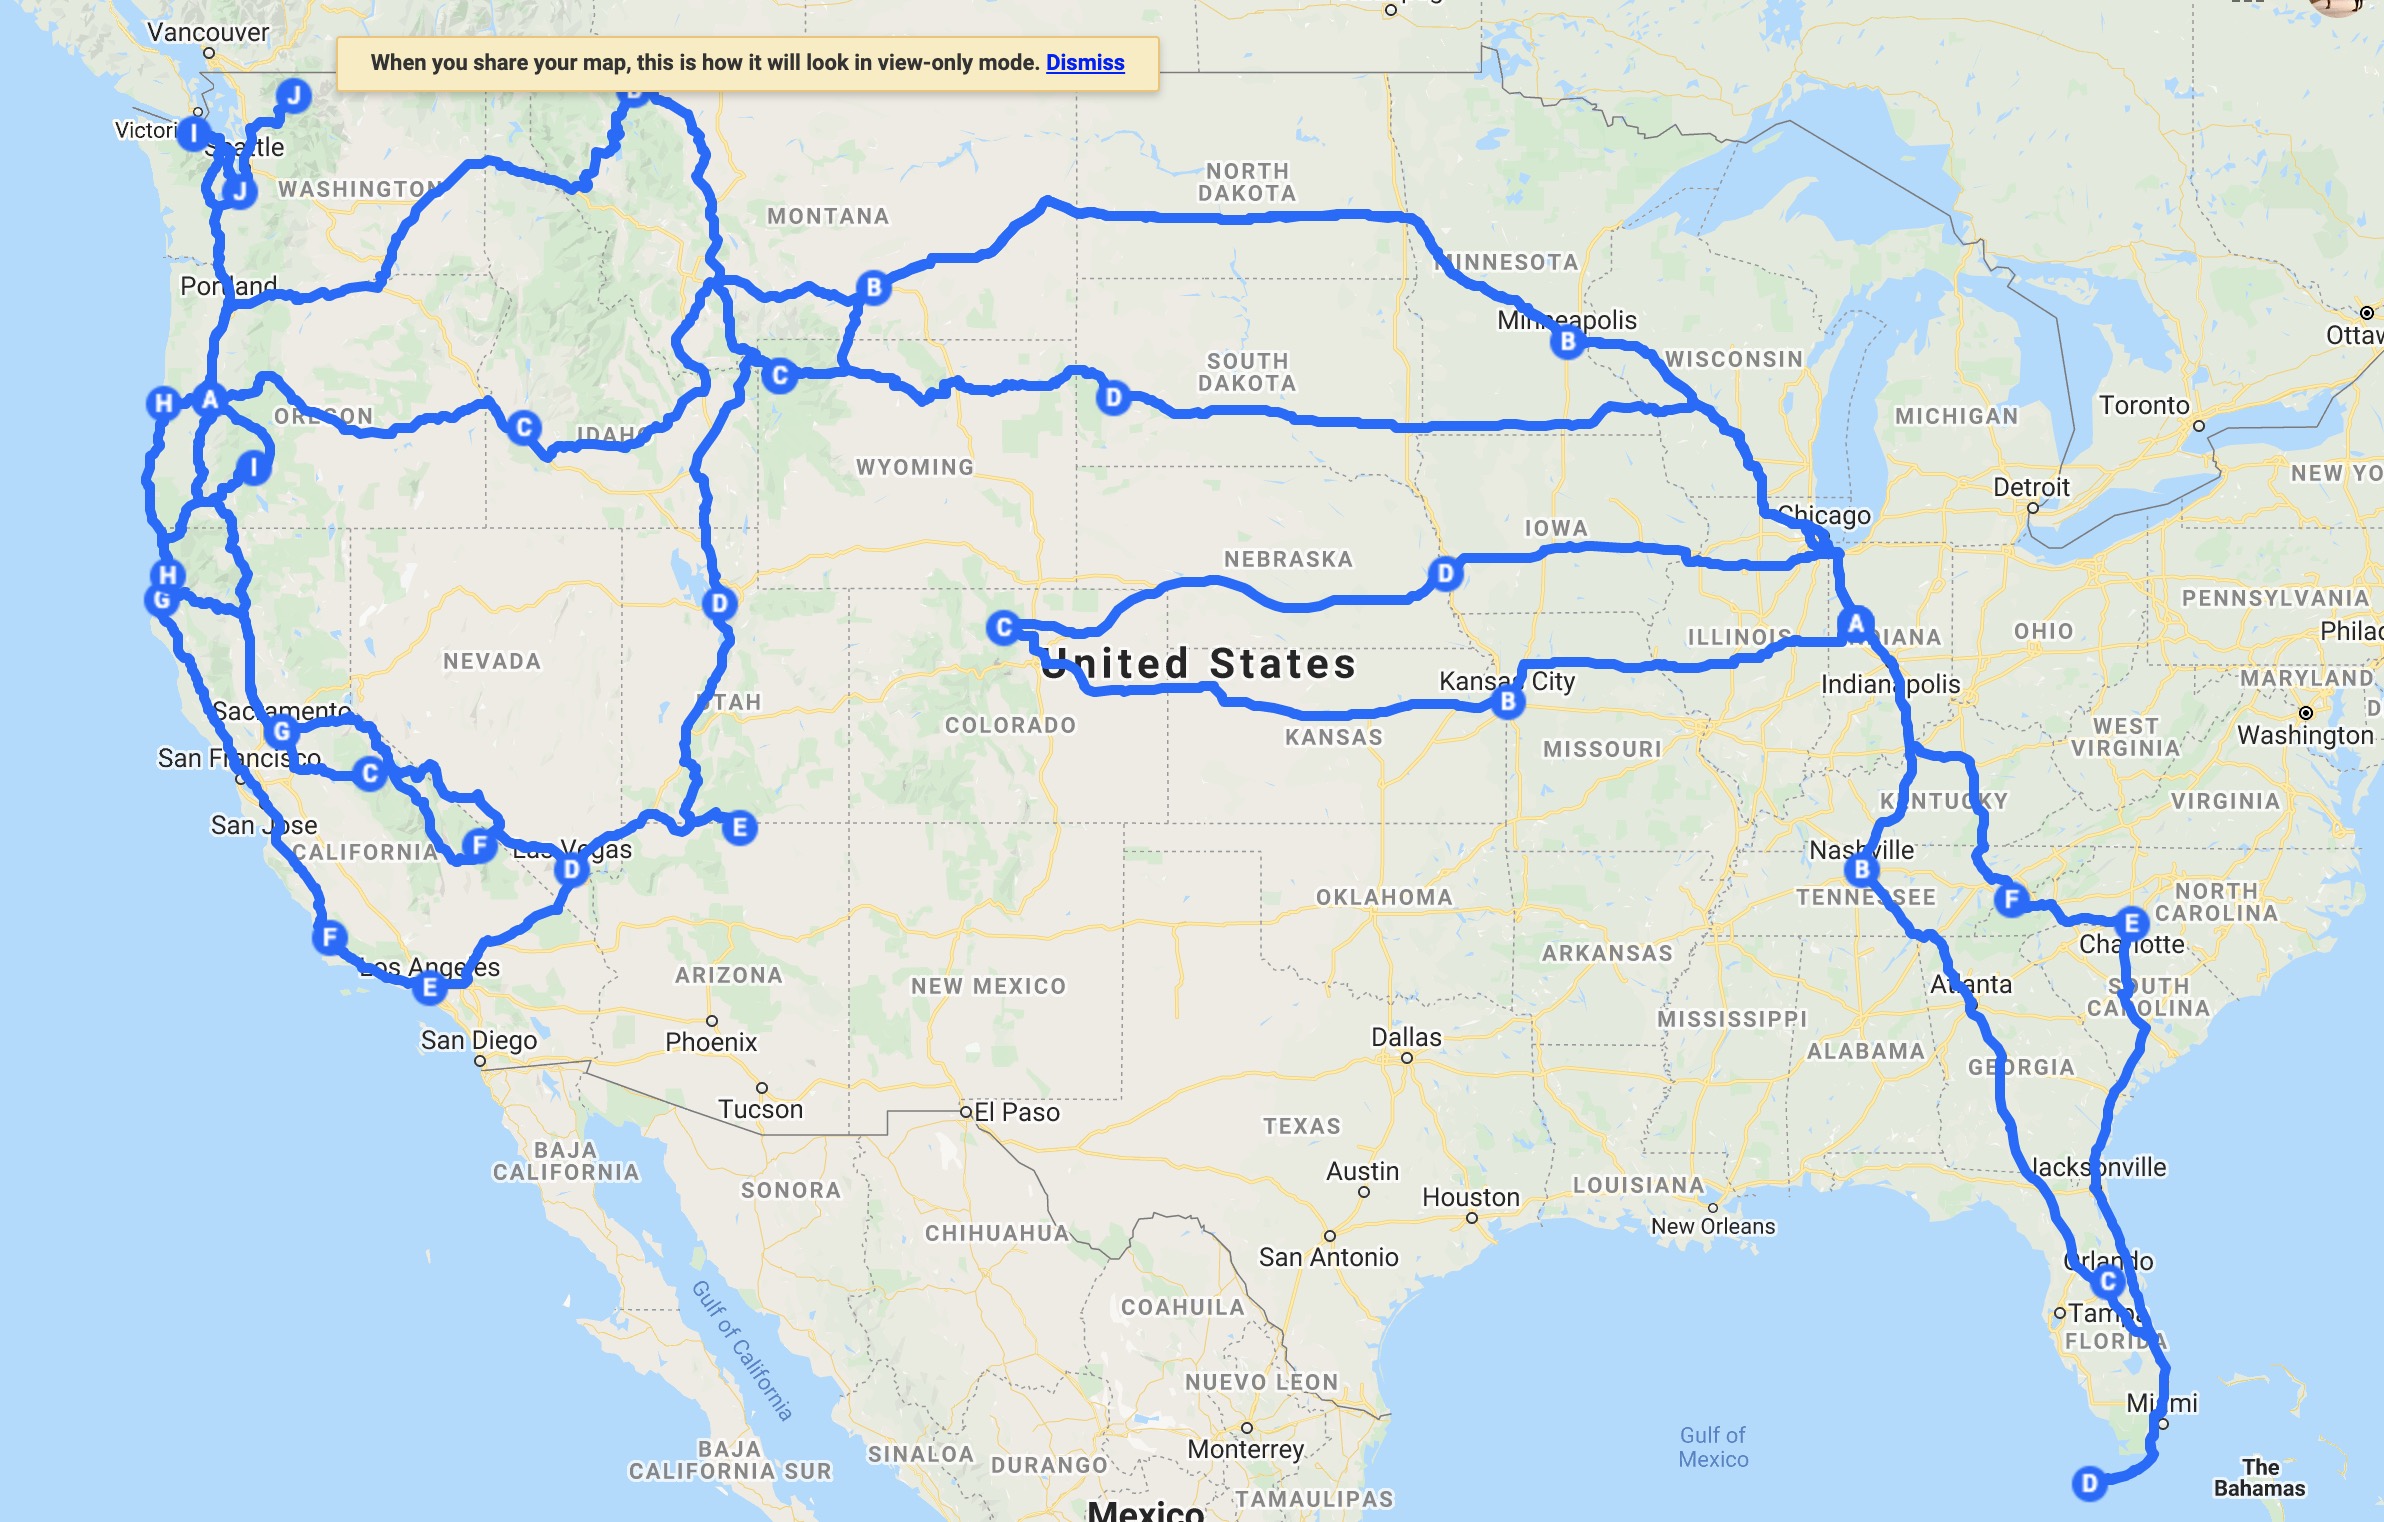 Vancouver
When you share your map, this is how it will look in view-only mode. Dismiss
J
B
Victori
I
Seattle
J
WASHINGTON
NORTH
DAKOTA
MONTANA
MINNESOTA
Portland
B
Minneapolis
B
WISCONSIN
Ottaw
SOUTH
DAKOTA
C
D
H
A
OREGON
C
IDAHO
MICHIGAN
Toronto
I
WYOMING
NEW YO
Detroit
Chicago
IOWA
NEBRASKA
D
H
G
D
C
A
PENNSYLVANIA
ILLINOIS
INDIANA
OHIO
Philad
NEVADA
United States
Kansas City
B
Indianapolis
MARYLAND
D
UTAH
COLORADO
KANSAS
MISSOURI
WEST
VIRGINIA
Washington
Sacramento
G
San Francisco
C
KENTUCKY
VIRGINIA
San Jose
CALIFORNIA
F
Las Vegas
D
E
Nashville
B
TENNESSEE
OKLAHOMA
F
NORTH
CAROLINA
E
Charlotte
F
Los Angeles
E
ARIZONA
NEW MEXICO
ARKANSAS
Atlanta
SOUTH
CAROLINA
MISSISSIPPI
San Diego
Phoenix
Dallas
ALABAMA
GEORGIA
Tucson
El Paso
TEXAS
BAJA
CALIFORNIA
SONORA
Austin
Houston
LOUISIANA
Jacksonville
New Orleans
CHIHUAHUA
San Antonio
Orlando
C
Gulf of California
COAHUILA
Tampa
FLORIDA
NUEVO LEON
Miami
Gulf of
Mexico
Monterrey
BAJA
CALIFORNIA SUR
SINALOA
DURANGO
D
The
Bahamas
TAMAULIPAS
Mexico